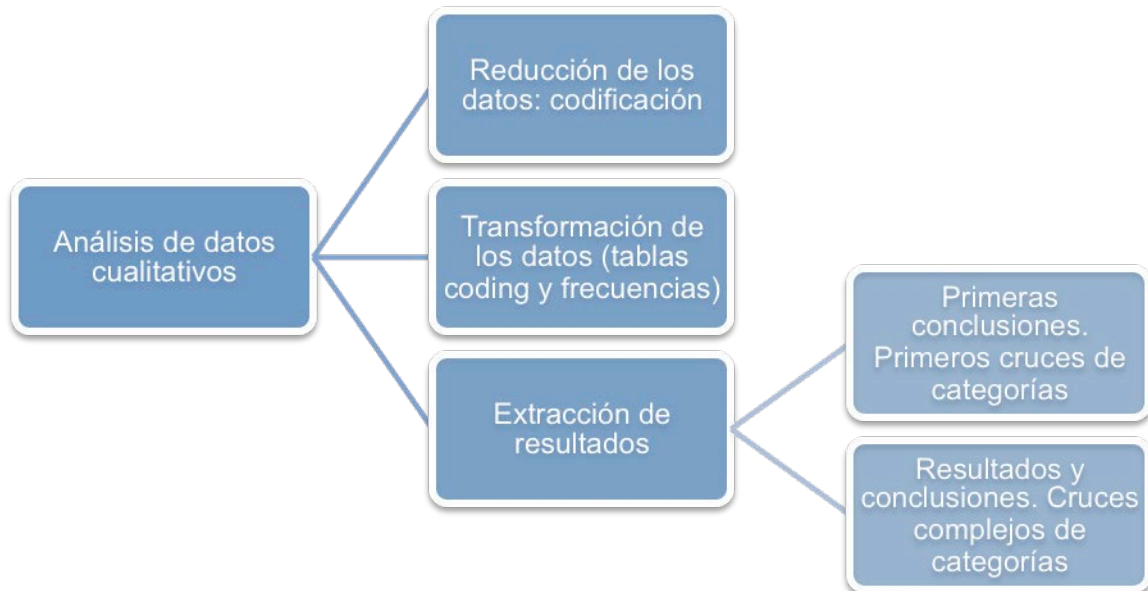 Reducción de los
datos: codificación
Análisis de datos
cualitativos
Transformación de
los datos (tablas
coding y frecuencias)
Extracción de
resultados
Primeras
conclusiones.
Primeros cruces de
categorías
Resultados y
conclusiones. Cruces
complejos de
categorías